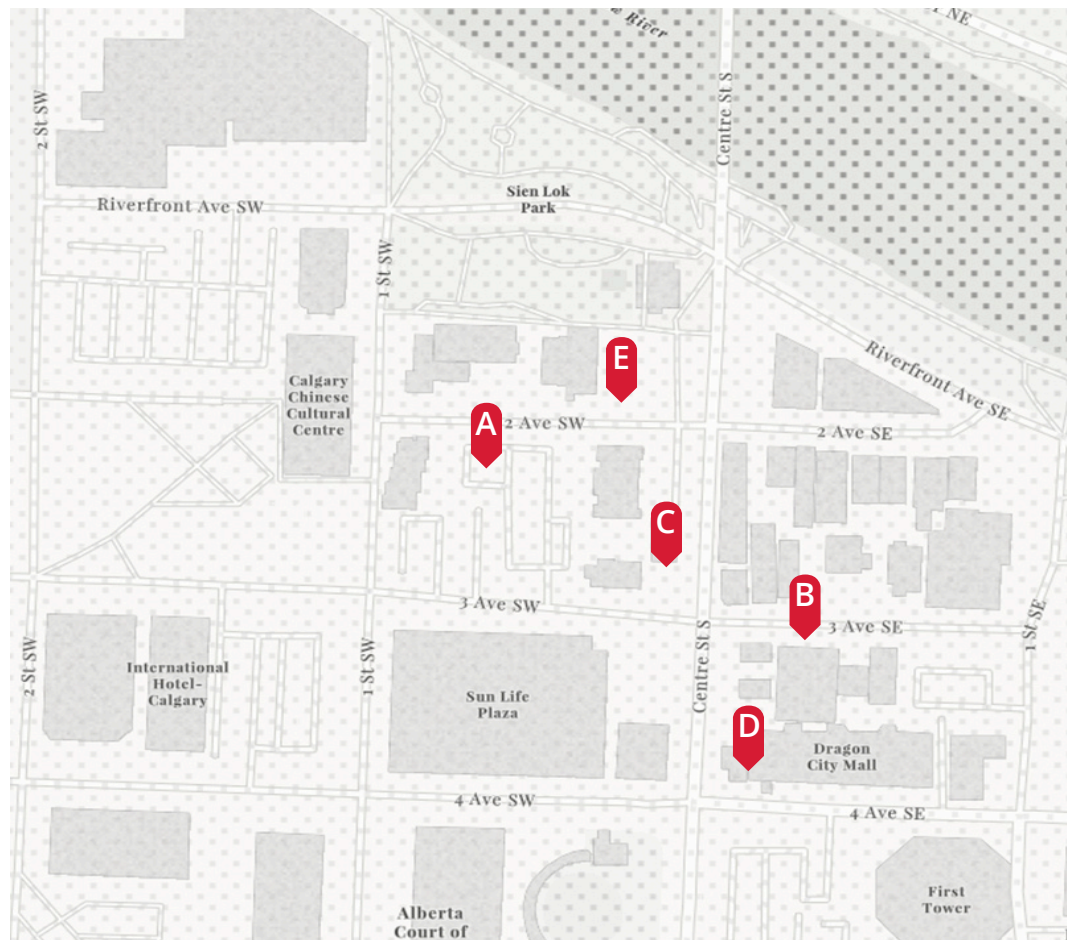 River
NE
2 St SW
Centre St S
Sien Lok
Park
Riverfront Ave SW
1 St SW
E
Riverfront Ave SE
Calgary
Chinese
Cultural
Centre
A
2 Ave SW
2 Ave SE
C
B
3 Ave SW
3 Ave SE
1 St SE
2 St SW
International
Hotel-
Calgary
1 St SW
Sun Life
Plaza
Centre St S
D
Dragon
City Mall
4 Ave SW
4 Ave SE
First
Tower
Alberta
Court of